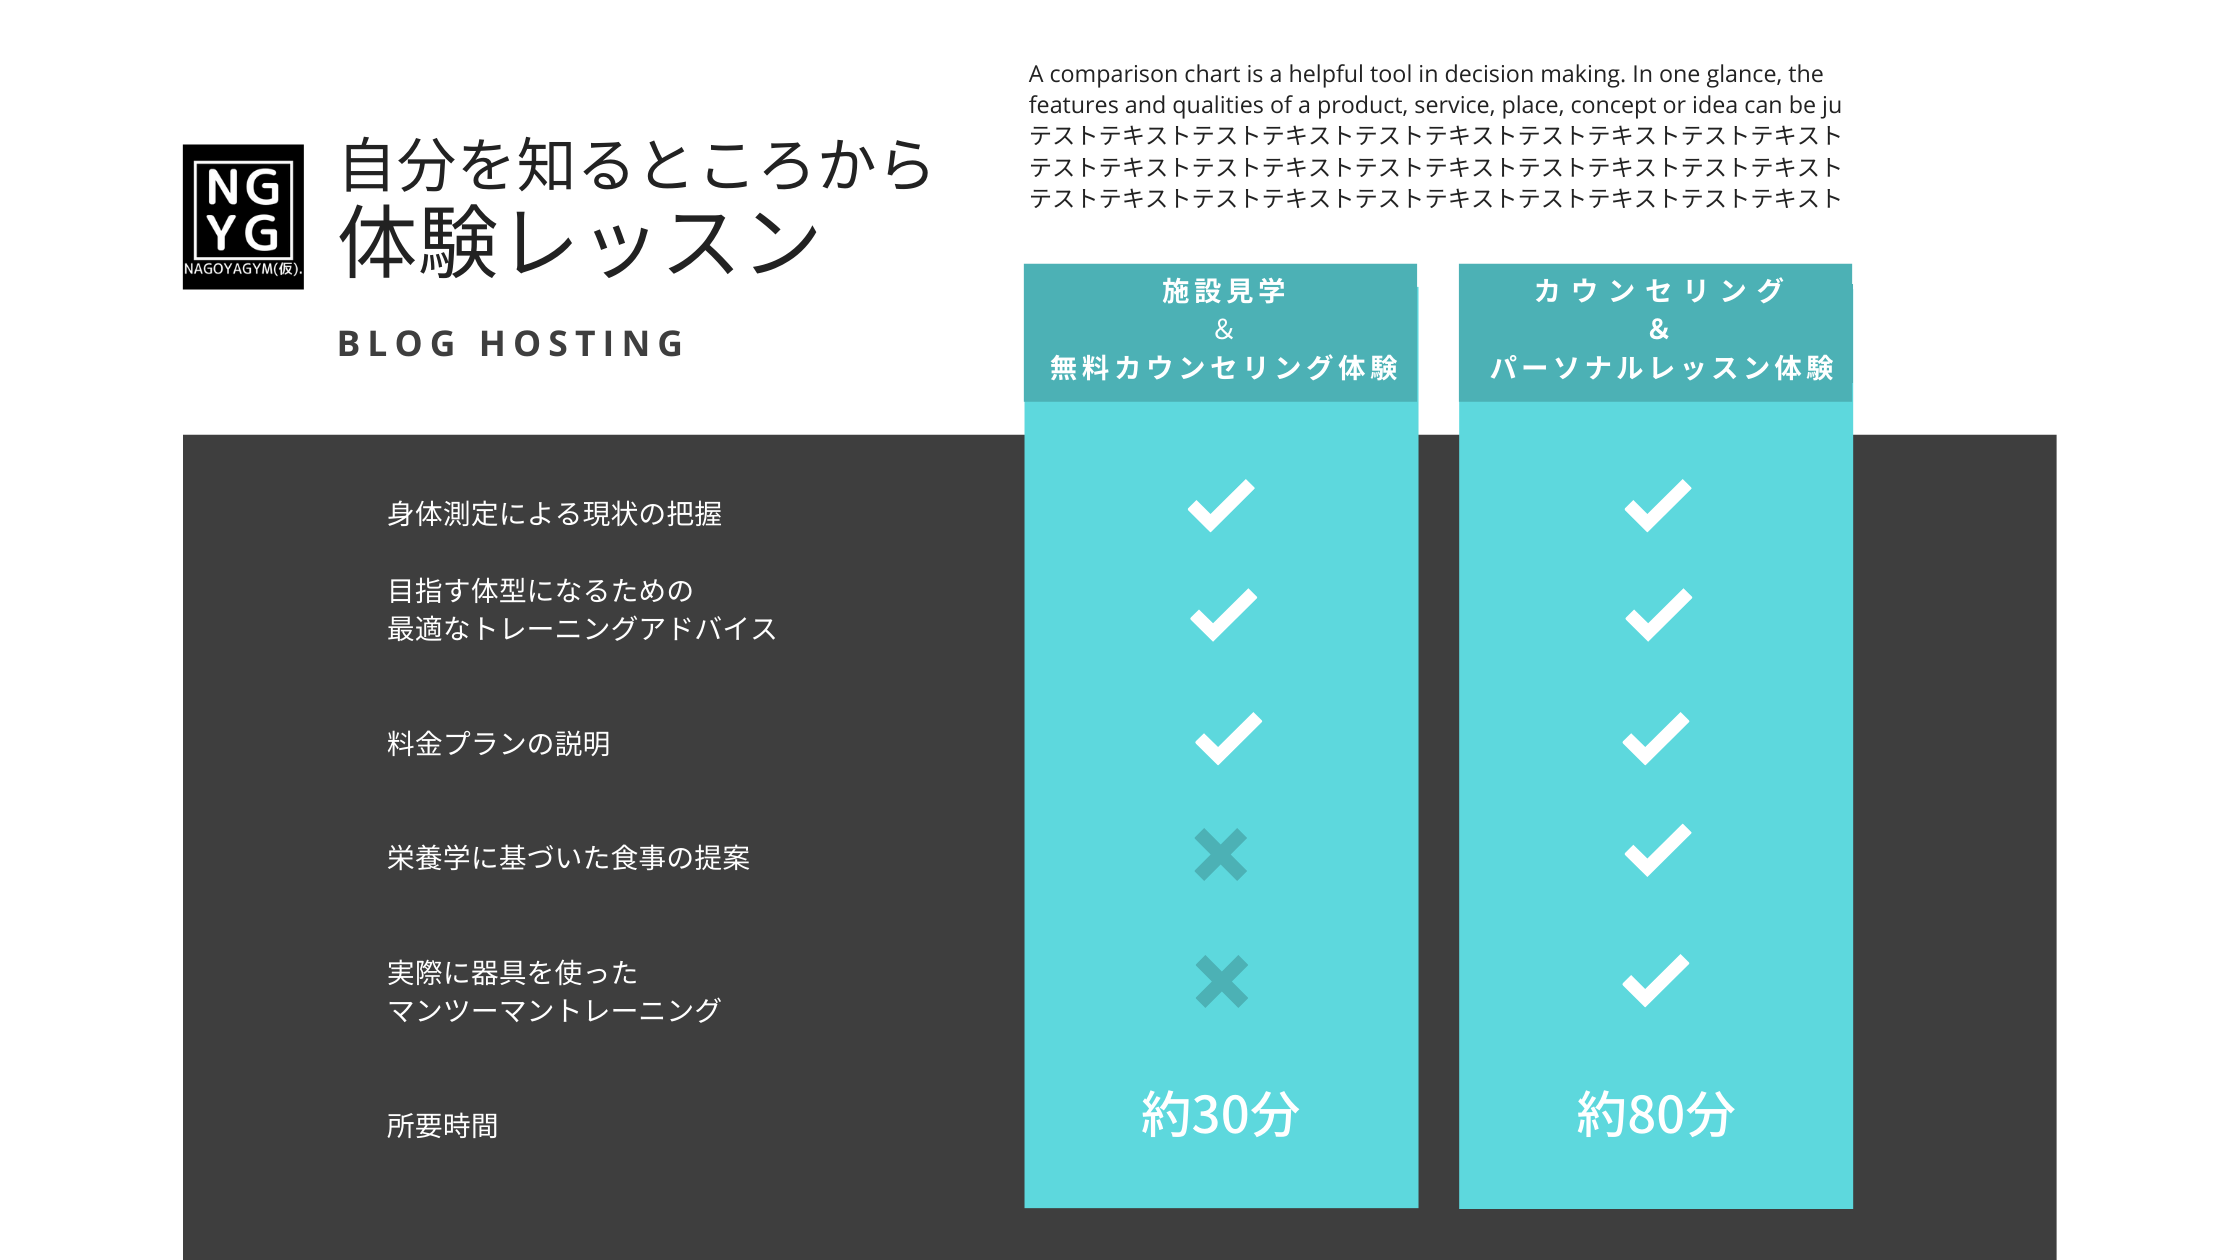 NG
YG
NAGOYAGYM(仮).
自分を知るところから
体験レッスン
BLOG HOSTING
A comparison chart is a helpful tool in decision making. In one glance, the
features and qualities of a product, service, place, concept or idea can be ju
テストテキストテストテキストテストテキストテストテキストテストテキスト
テストテキストテストテキストテストテキストテストテキストテストテキスト
テストテキストテストテキストテストテキストテストテキストテストテキスト
施設見学
&
無料カウンセリング体験
カウンセリング
&
パーソナルレッスン体験
身体測定による現状の把握
目指す体型になるための
最適なトレーニングアドバイス
料金プランの説明
栄養学に基づいた食事の提案
実際に器具を使った
マンツーマントレーニング
所要時間
約30分
約80分